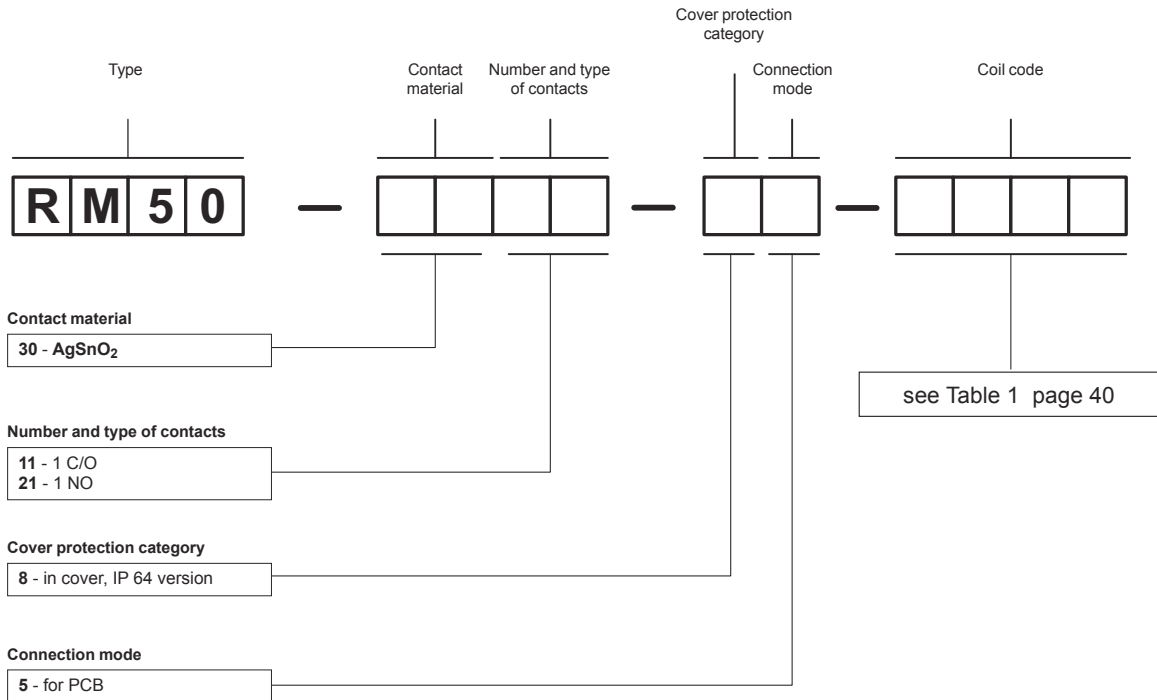 Cover protection
category
Type
Contact
material
Number and type
of contacts
Connection
mode
Coil code
RM50 — — —
Contact material
30 - AgSnO₂
see Table 1 page 40
Number and type of contacts
11 - 1 C/O
21 - 1 NO
Cover protection category
8 - in cover, IP 64 version
Connection mode
5 - for PCB